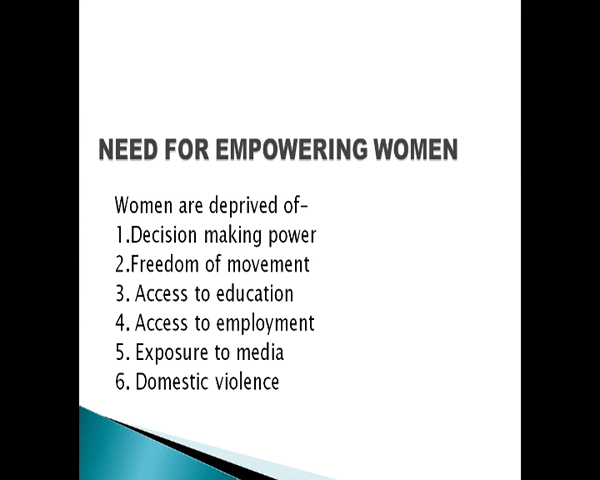 NEED FOR EMPOWERING WOMEN
Women are deprived of-
1.Decision making power
2.Freedom of movement
3. Access to education
4. Access to employment
5. Exposure to media
6. Domestic violence